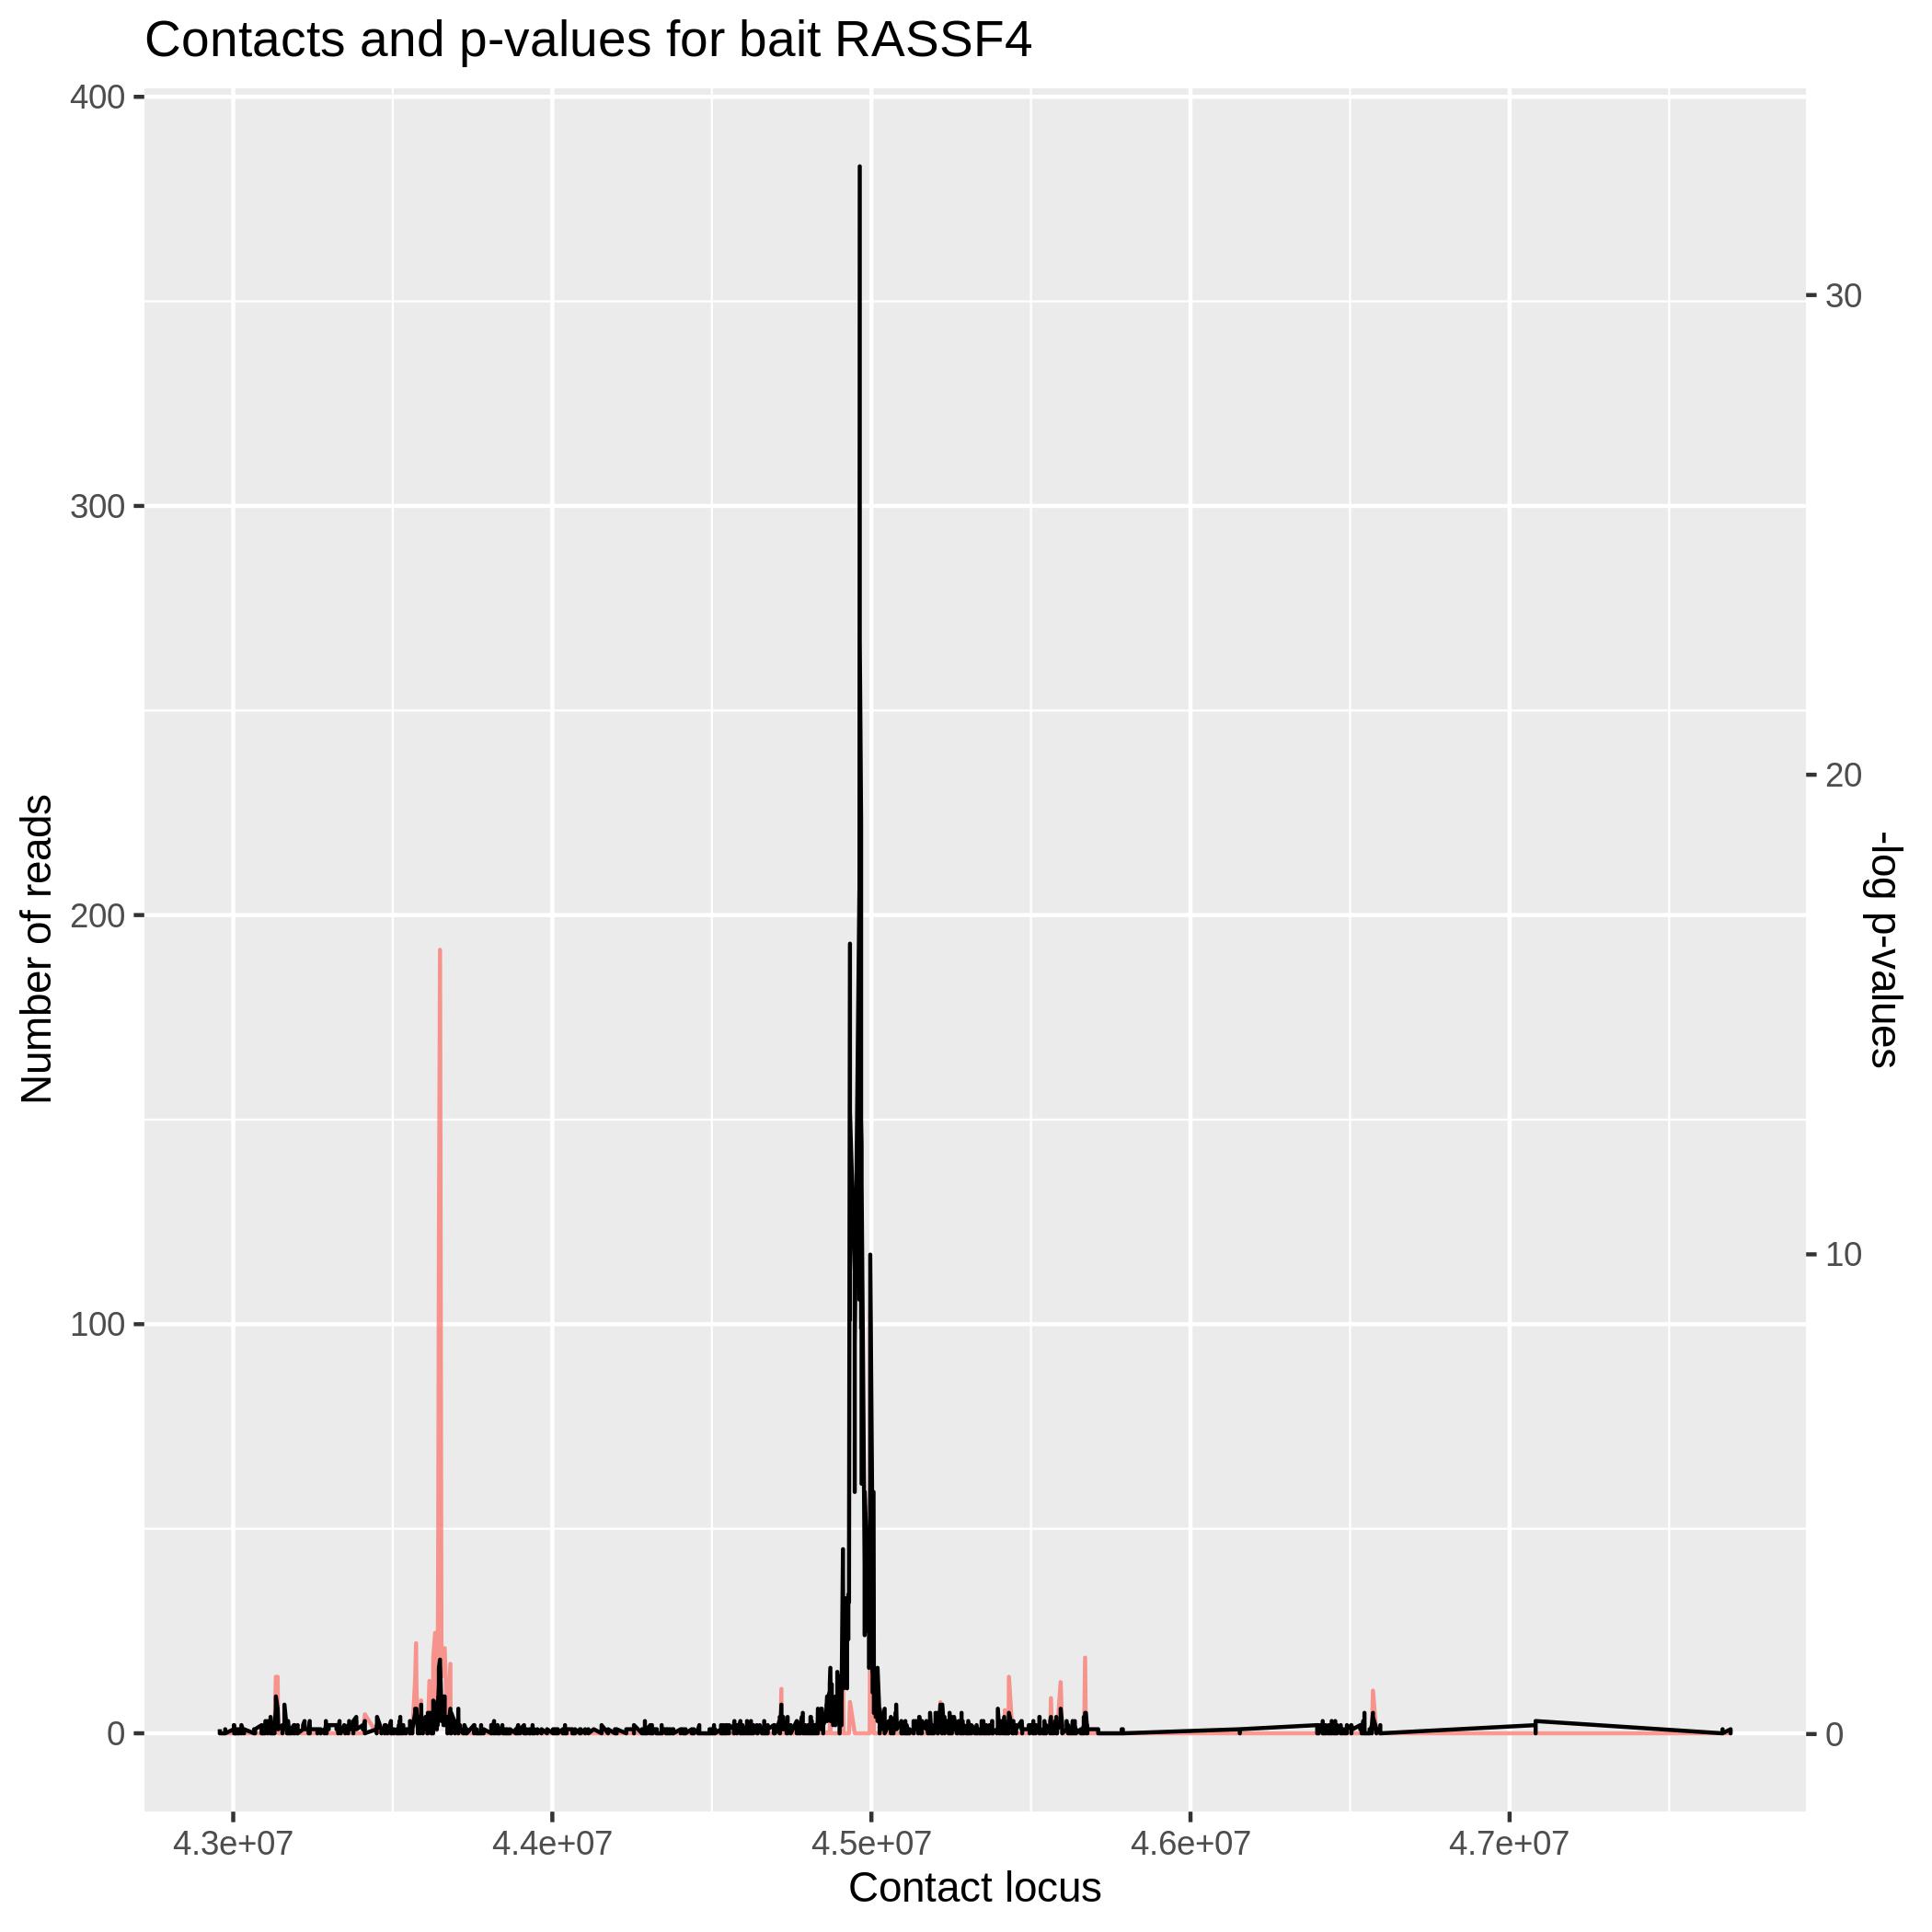 Contacts and p-values for bait RASSF4
400
300
200
100
0
Number of reads
30
20
10
0
-log p-values
4.3e+07 4.4e+07 4.5e+07 4.6e+07 4.7e+07
Contact locus